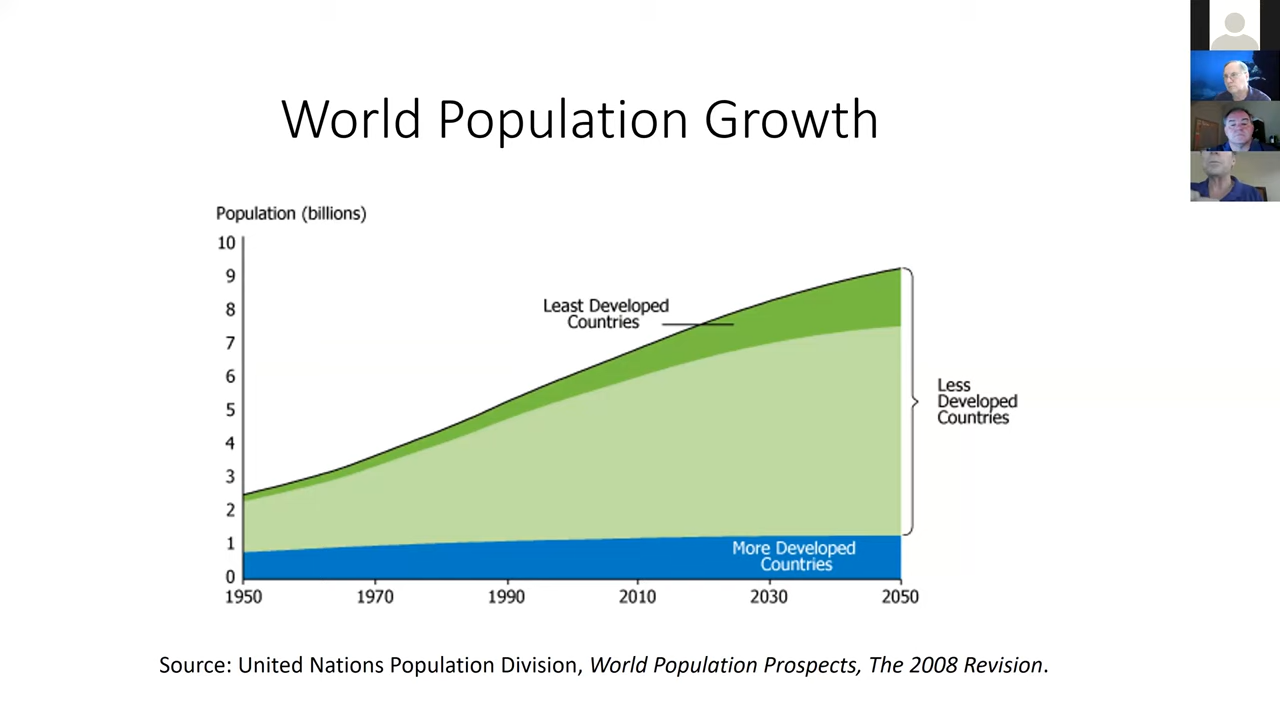 World Population Growth
Population (billions)
10
9
8
7
6
5
4
3
2
1
0
Least Developed
Countries
Less
Developed
Countries
More Developed
Countries
1950 1970 1990 2010 2030 2050
Source: United Nations Population Division, World Population Prospects, The 2008 Revision.